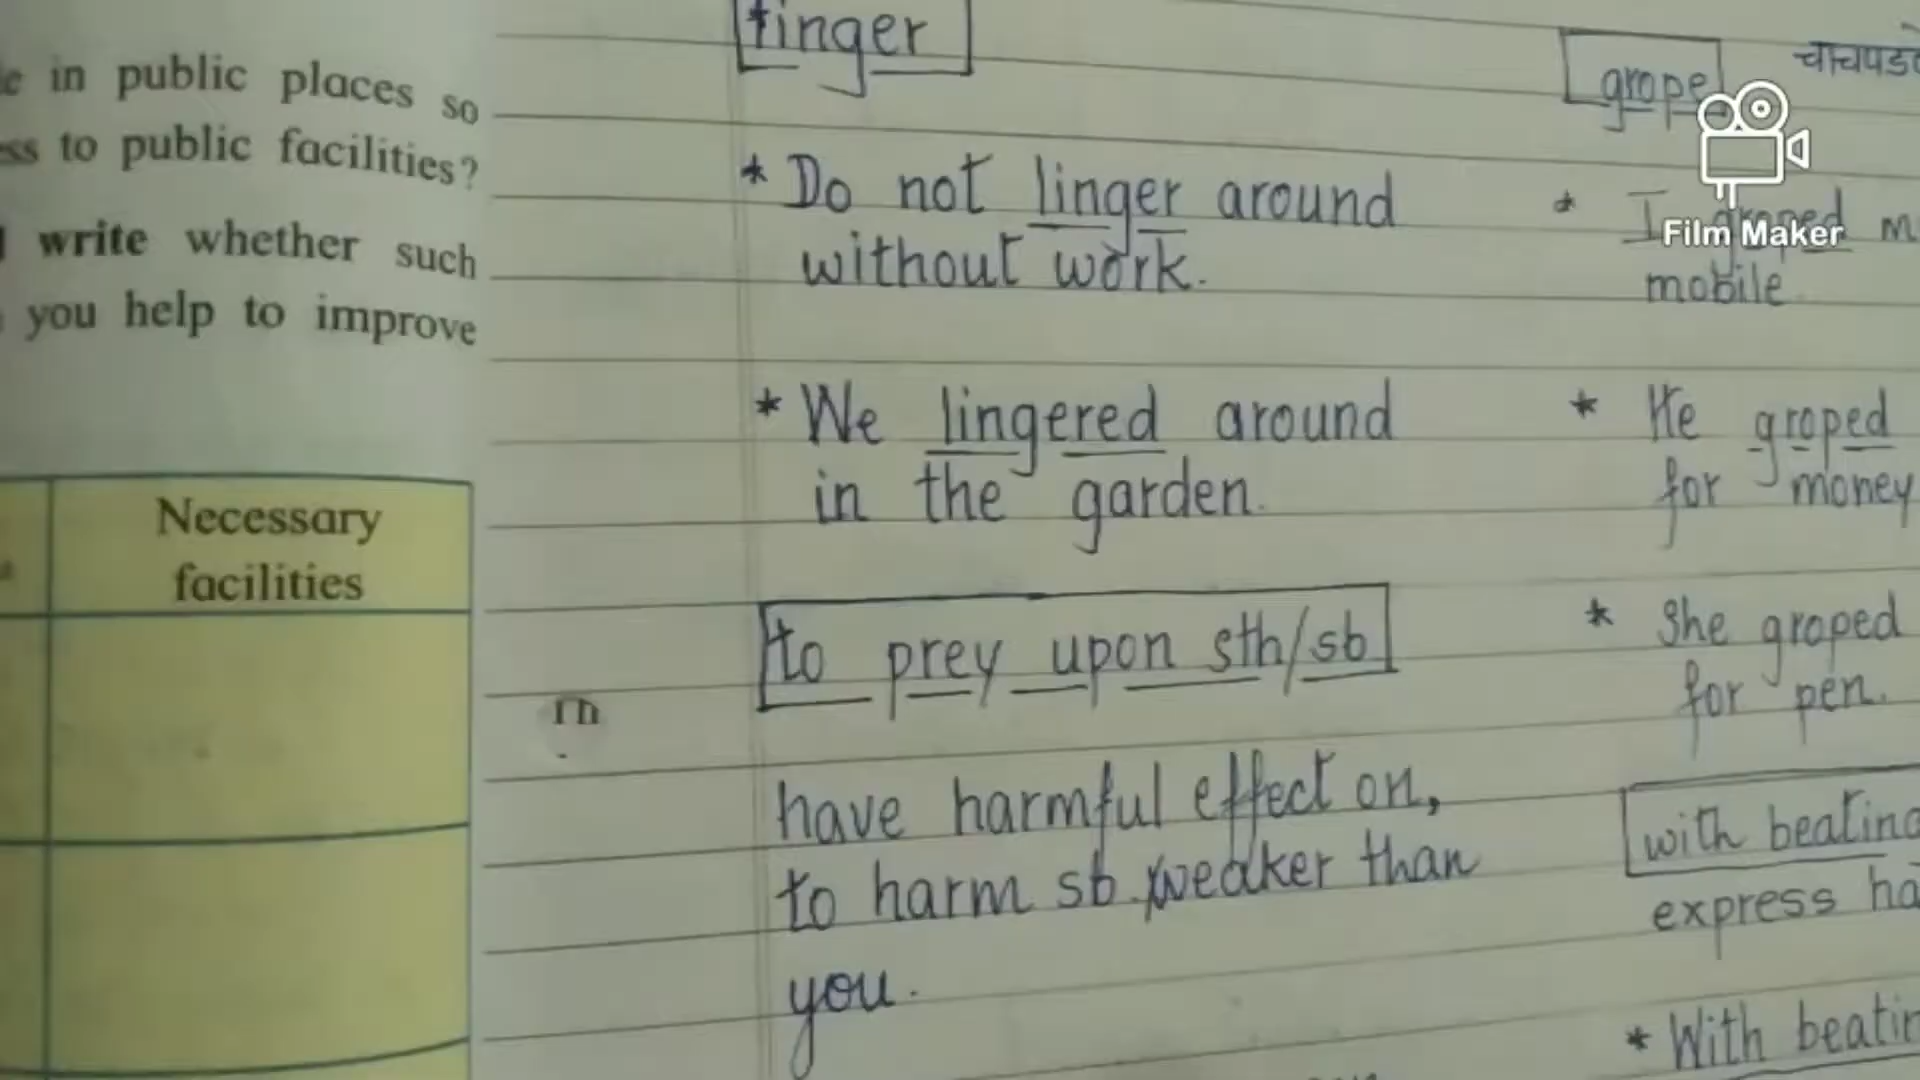 in public places so
to public facilities?
write whether such
you help to improve
Necessary
facilities
linger
* Do not linger around
without work.
* We lingered around
in the garden.
to prey upon sth/sb
have harmful effect on,
to harm sb. weaker than
you.
grope
* I groped
mobile
* He groped
for money
* She groped
for pen.
with beating
express
* With
Film Maker